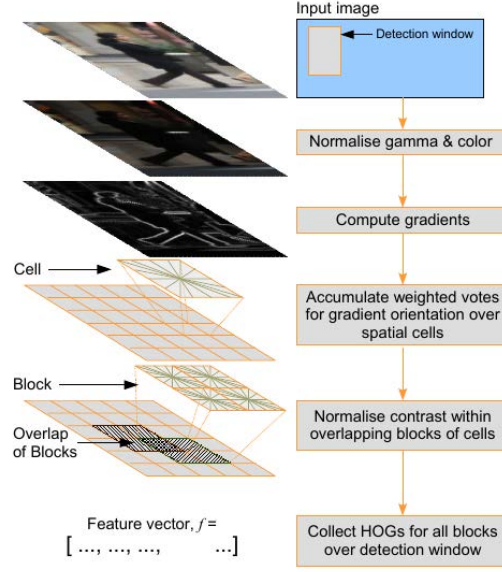 Input image
Detection window
Normalise gamma & color
Compute gradients
Cell
Accumulate weighted votes
for gradient orientation over
spatial cells
Block
Overlap
of Blocks
Normalise contrast within
overlapping blocks of cells
Feature vector, f =
[ ..., ..., ..., ...]
Collect HOGs for all blocks
over detection window